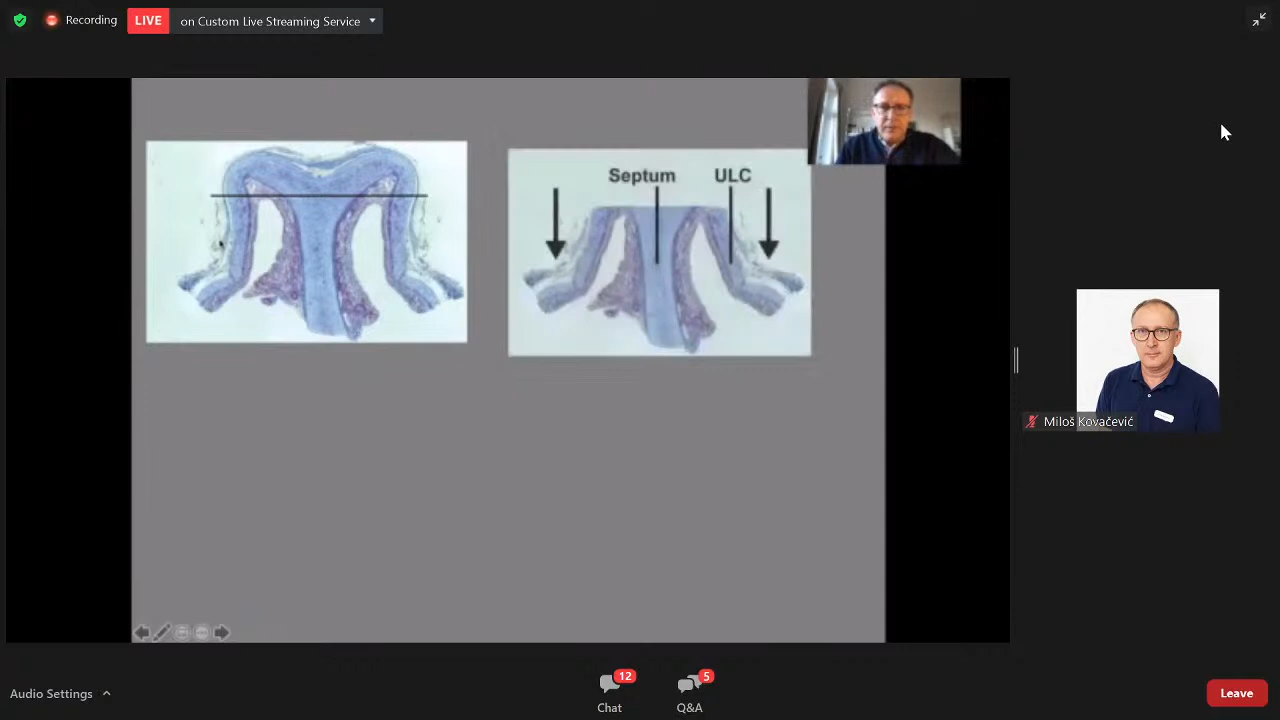 Recording
LIVE
on Custom Live Streaming Service
Septum
ULC
Miloš Kovačević
Audio Settings
12
Chat
5
Q&A
Leave